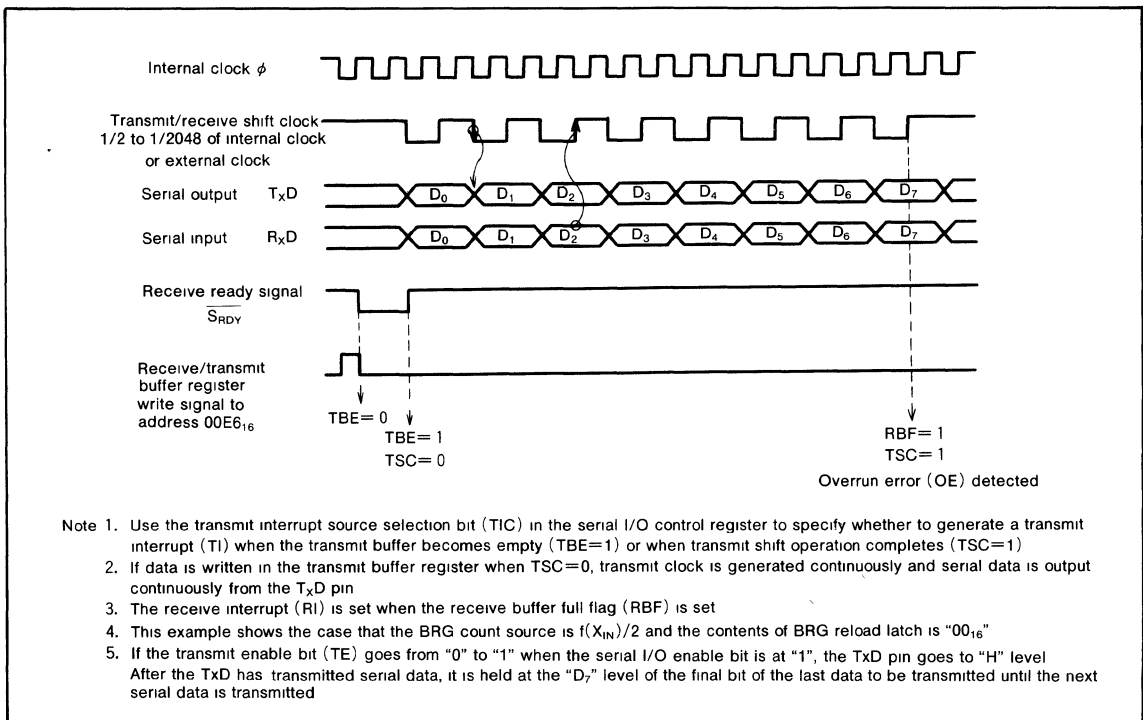 Internal clock ϕ
Transmit/receive shift clock
1/2 to 1/2048 of internal clock
or external clock
Serial output TxD
D0 D1 D2 D3 D4 D5 D6 D7
Serial input RxD
D0 D1 D2 D3 D4 D5 D6 D7
Receive ready signal
S̅R̅D̅Y̅
Receive/transmit
buffer register
write signal to
address 00E6₁₆
TBE= 0
TBE= 1
TSC= 0
RBF= 1
TSC= 1
Overrun error (OE) detected
Note 1. Use the transmit interrupt source selection bit (TIC) in the serial I/O control register to specify whether to generate a transmit
interrupt (TI) when the transmit buffer becomes empty (TBE=1) or when transmit shift operation completes (TSC=1)
2. If data is written in the transmit buffer register when TSC=0, transmit clock is generated continuously and serial data is output
continuously from the TxD pin
3. The receive interrupt (RI) is set when the receive buffer full flag (RBF) is set
4. This example shows the case that the BRG count source is f(XIN)/2 and the contents of BRG reload latch is “00₁₆”
5. If the transmit enable bit (TE) goes from “0” to “1” when the serial I/O enable bit is at “1”, the TxD pin goes to “H” level
After the TxD has transmitted serial data, it is held at the “D7” level of the final bit of the last data to be transmitted until the next
serial data is transmitted